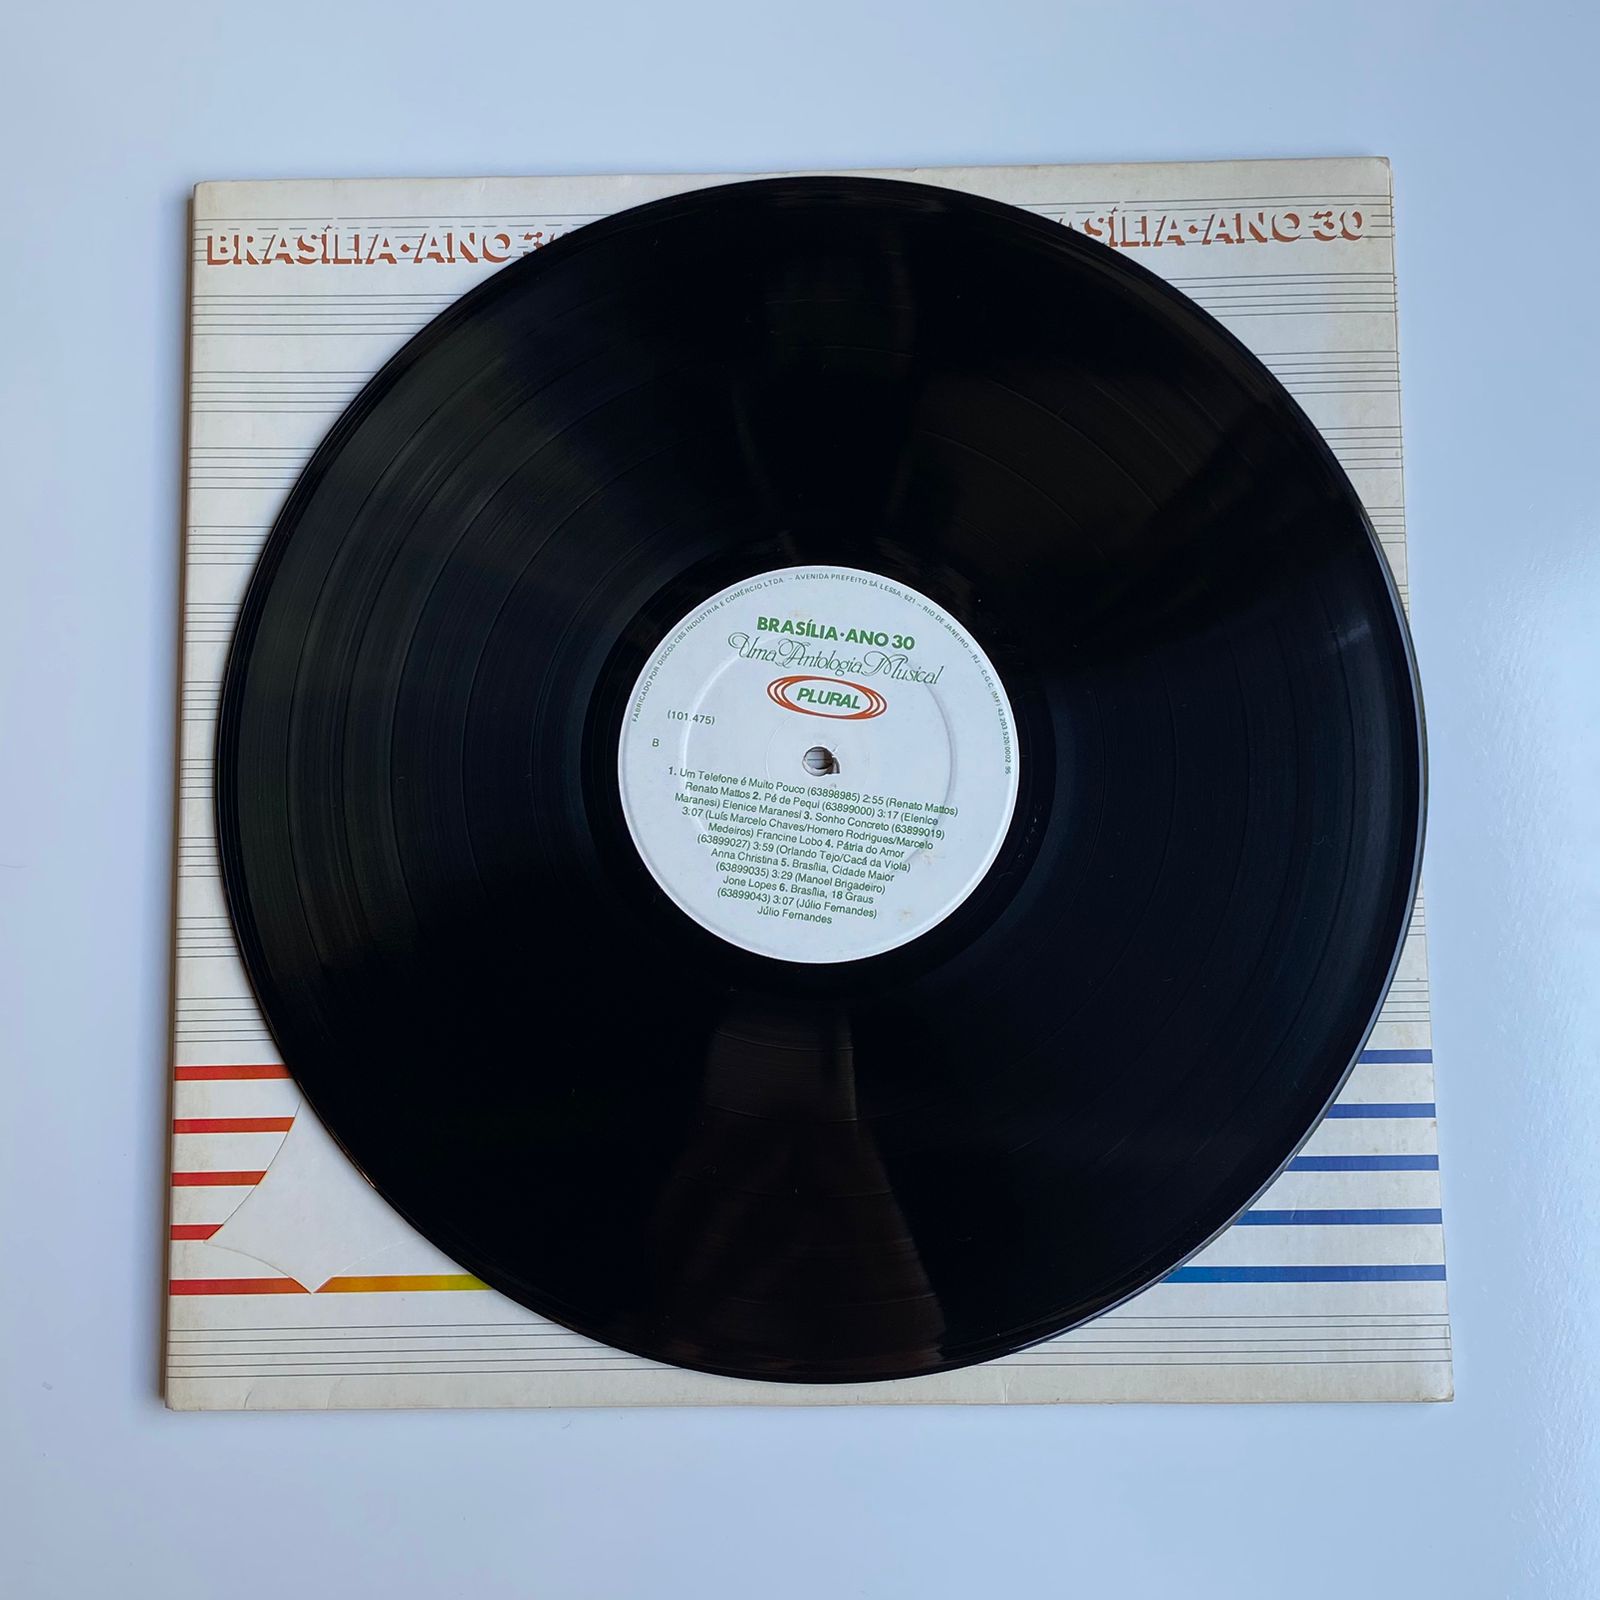 BRASÍLIA·ANO 30
BRASÍLIA·ANO 30
FABRICADO POR DISCOS CBS INDUSTRIA E COMÉRCIO LTDA. – AVENIDA PREFEITO SÁ LESSA, 621 – RIO DE JANEIRO – RJ – C.G.C. (MF) 43.203.520/0002 96
BRASÍLIA·ANO 30
Uma Antologia Musical
PLURAL
(101.475)
B
1. Um Telefone é Muito Pouco (63898985) 2:55 (Renato Mattos)
Renato Mattos 2. Pé de Pequi (63899000) 3:17 (Elenice
Maranesi) Elenice Maranesi 3. Sonho Concreto (63899019)
3:07 (Luís Marcelo Chaves/Homero Rodrigues/Marcelo
Medeiros) Francine Lobo 4. Pátria do Amor
(63899027) 3:59 (Orlando Tejo/Cacá da Viola)
Anna Christina 5. Brasília, Cidade Maior
(63899035) 3:29 (Manoel Brigadeiro)
Jone Lopes 6. Brasília, 18 Graus
(63899043) 3:07 (Júlio Fernandes)
Júlio Fernandes